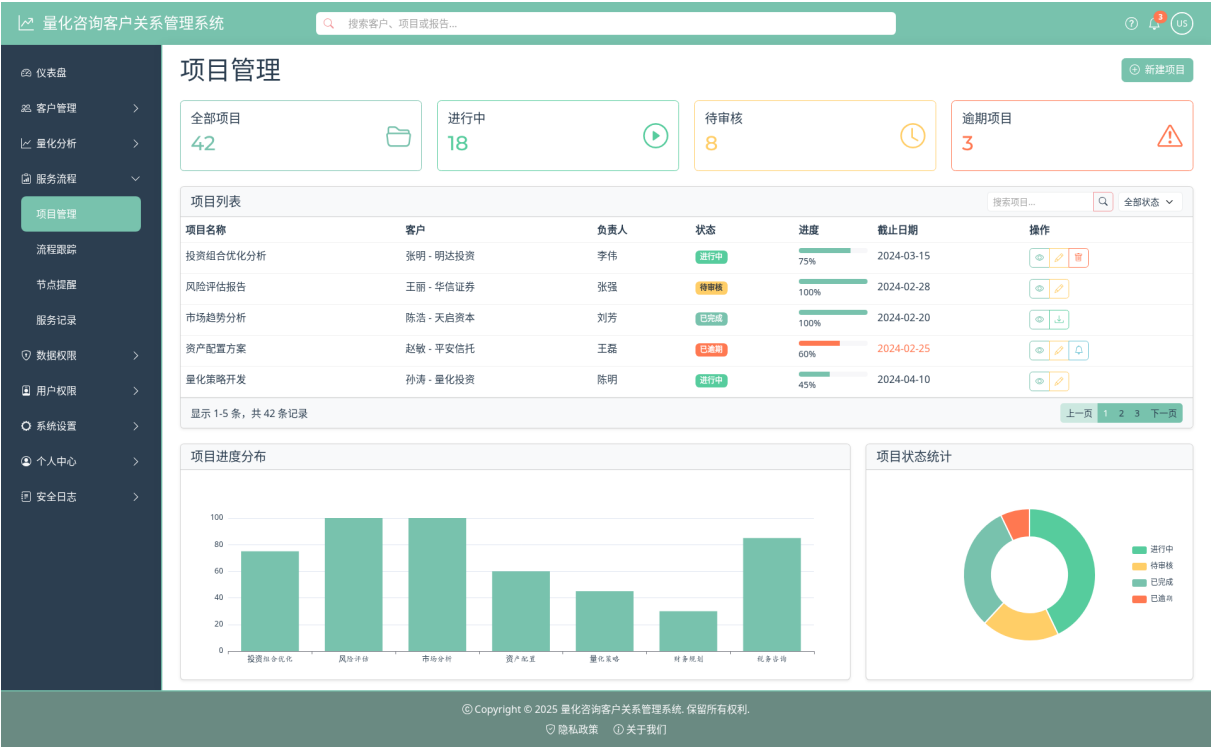 量化咨询客户关系管理系统
搜索客户、项目或报告...
3
US
仪表盘
客户管理
量化分析
服务流程
项目管理
流程跟踪
节点提醒
服务记录
数据权限
用户权限
系统设置
个人中心
安全日志
项目管理
新建项目
全部项目
42
进行中
18
待审核
8
逾期项目
3
项目列表
搜索项目...
全部状态
项目名称 客户 负责人 状态 进度 截止日期 操作
投资组合优化分析 张明 - 明达投资 李伟 进行中 75% 2024-03-15
风险评估报告 王丽 - 华信证券 张强 待审核 100% 2024-02-28
市场趋势分析 陈浩 - 天启资本 刘芳 已完成 100% 2024-02-20
资产配置方案 赵敏 - 平安信托 王磊 已逾期 60% 2024-02-25
量化策略开发 孙涛 - 量化投资 陈明 进行中 45% 2024-04-10
显示 1-5 条，共 42 条记录
上一页 1 2 3 下一页
项目进度分布
100
80
60
40
20
0
投资组合优化 风险评估 市场分析 资产配置 量化策略 财务规划 税务咨询
项目状态统计
进行中
待审核
已完成
已逾期
© Copyright © 2025 量化咨询客户关系管理系统. 保留所有权利.
隐私政策 关于我们